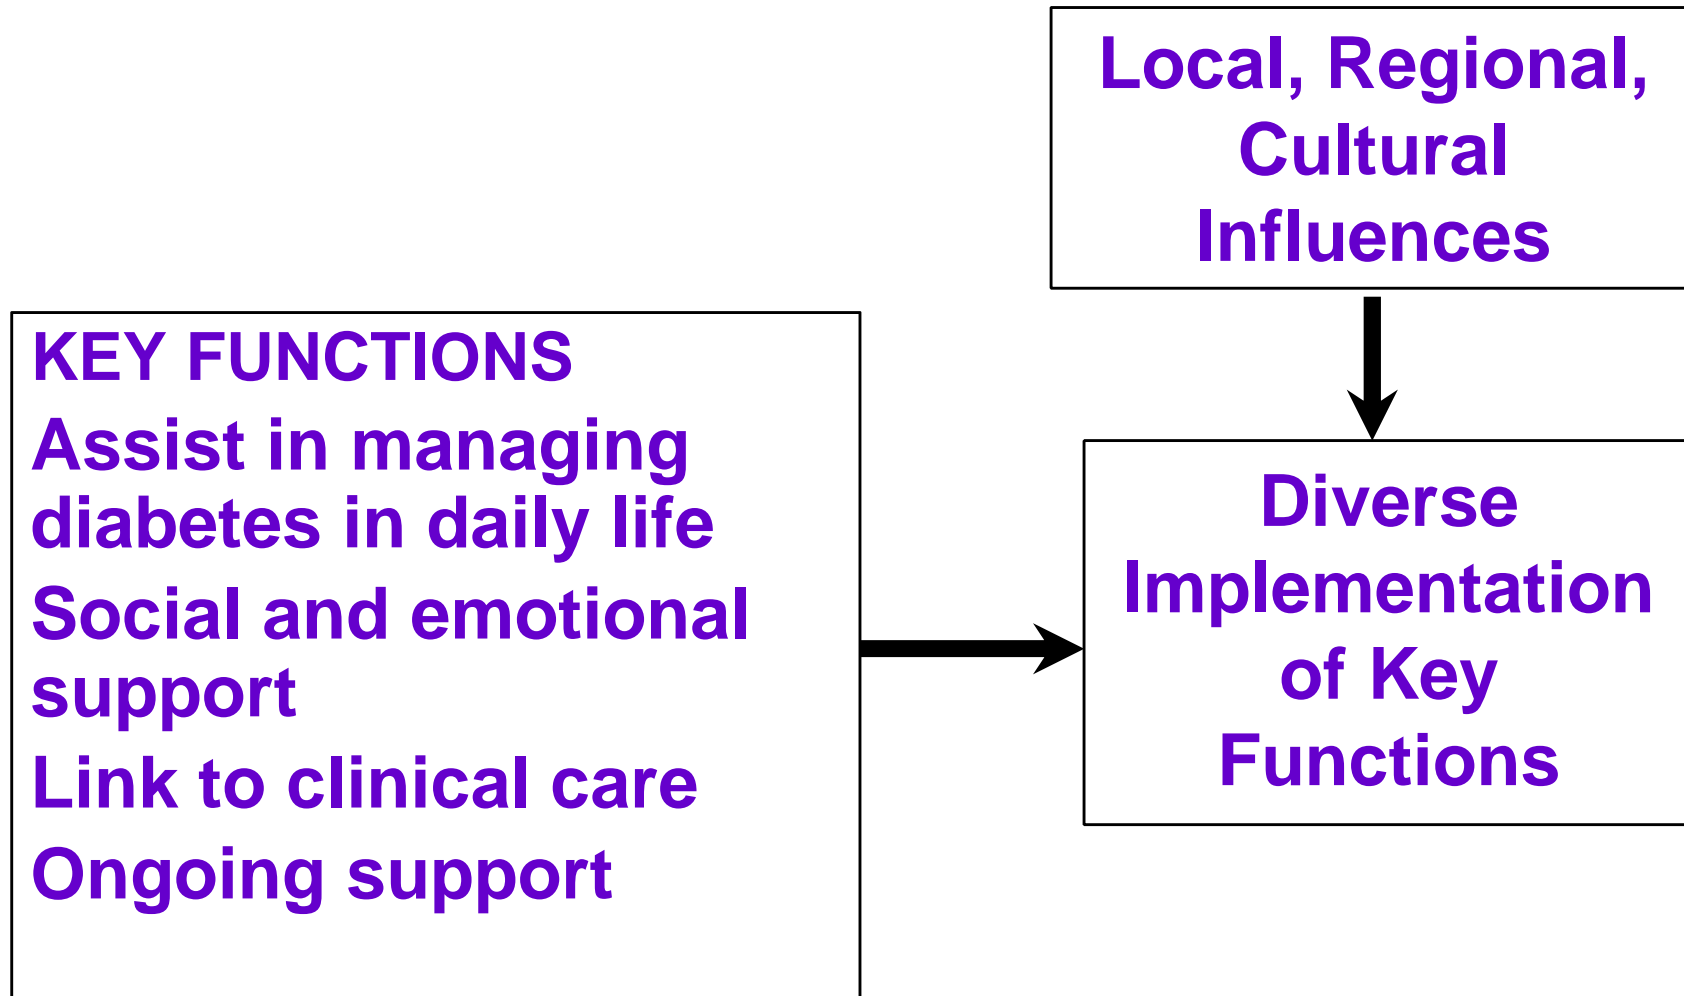 Local, Regional,
Cultural
Influences
KEY FUNCTIONS
Assist in managing
diabetes in daily life
Social and emotional
support
Link to clinical care
Ongoing support
Diverse
Implementation
of Key
Functions